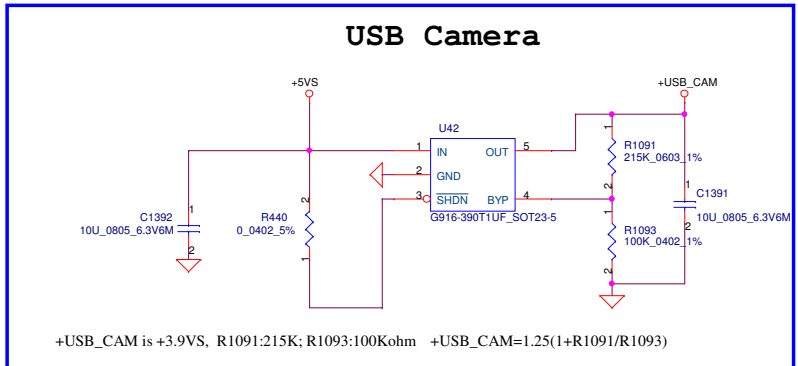 USB Camera
+5VS
+USB_CAM
U42
1 IN OUT 5
2 GND
3 SHDN BYP 4
G916-390T1UF_SOT23-5
1
R1091
215K_0603_1%
2
1
R1093
100K_0402_1%
2
1
C1391
10U_0805_6.3V6M
2
1
C1392
10U_0805_6.3V6M
2
2
R440
0_0402_5%
1
+USB_CAM is +3.9VS, R1091:215K; R1093:100Kohm +USB_CAM=1.25(1+R1091/R1093)